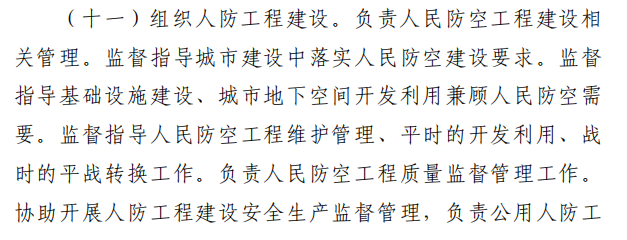 （十一）组织人防工程建设。负责人民防空工程建设相
关管理。监督指导城市建设中落实人民防空建设要求。监督
指导基础设施建设、城市地下空间开发利用兼顾人民防空需
要。监督指导人民防空工程维护管理、平时的开发利用、战
时的平战转换工作。负责人民防空工程质量监督管理工作。
协助开展人防工程建设安全生产监督管理，负责公用人防工